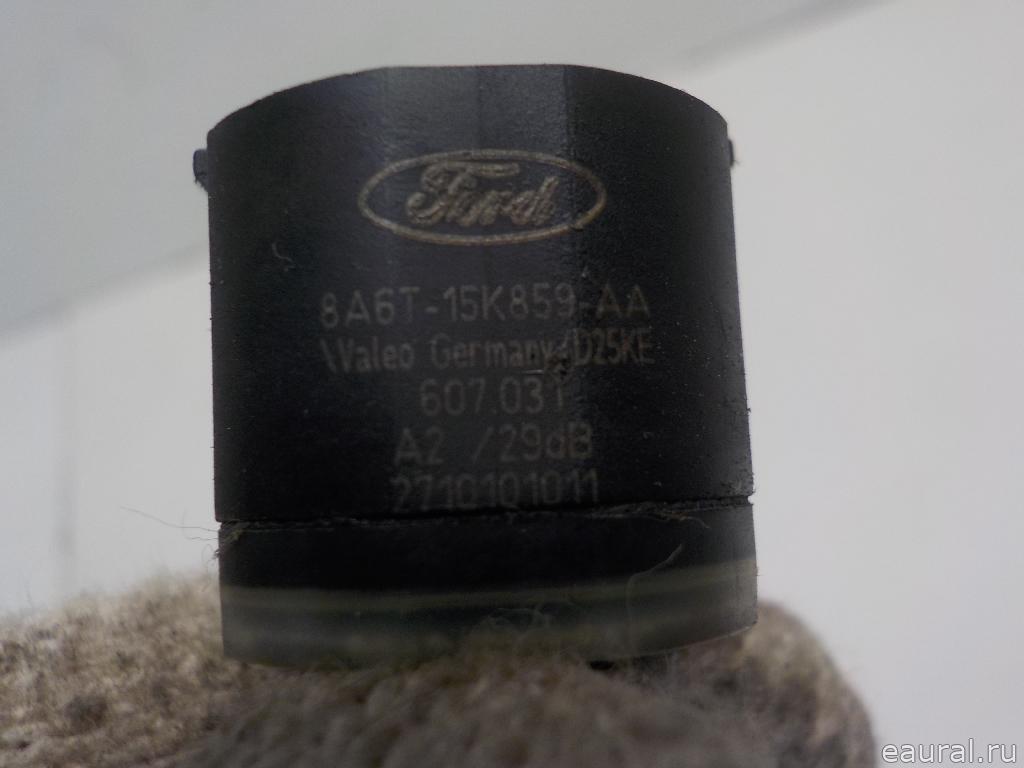 Ford
8A6T-15K859-AA
\Valeo Germany/D25KE
607.031
A2 /29dB
2710101011
eaural.ru